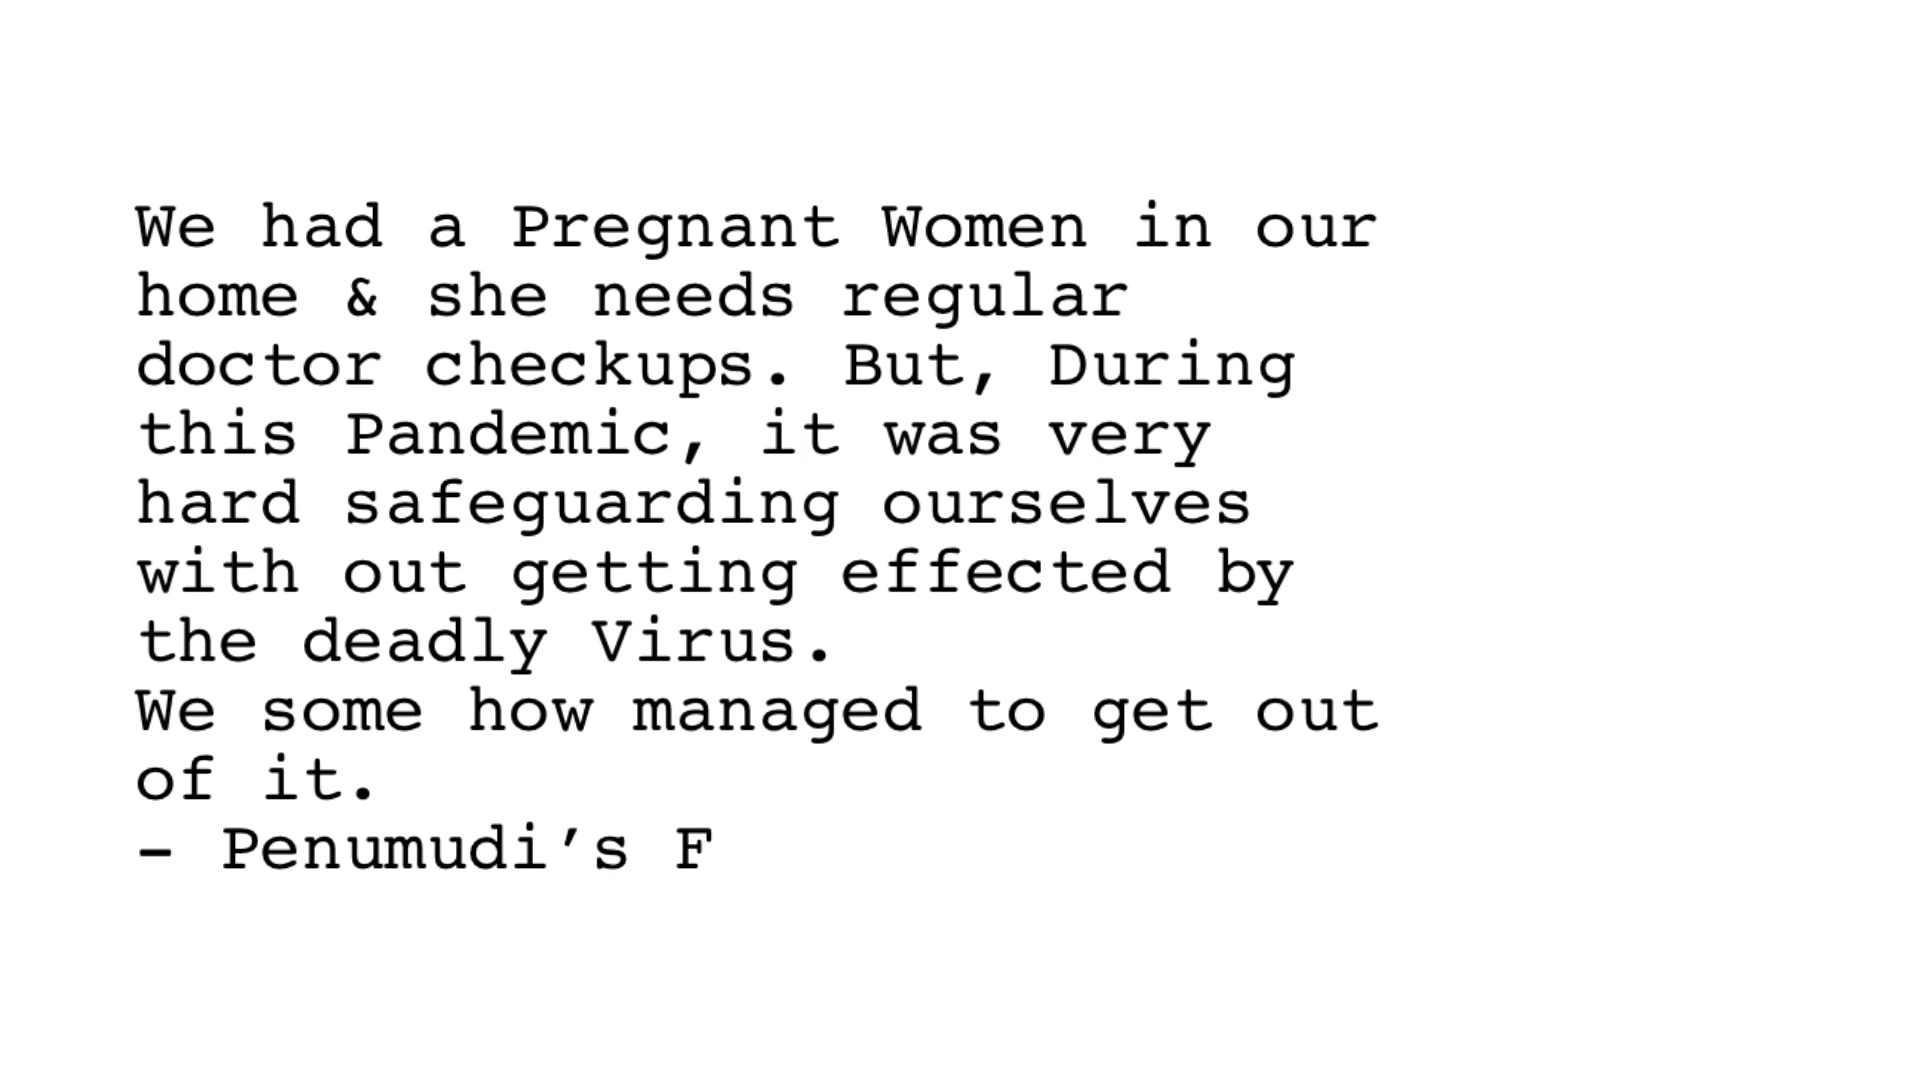 We had a Pregnant Women in our
home & she needs regular
doctor checkups. But, During
this Pandemic, it was very
hard safeguarding ourselves
with out getting effected by
the deadly Virus.
We some how managed to get out
of it.
– Penumudi’s F